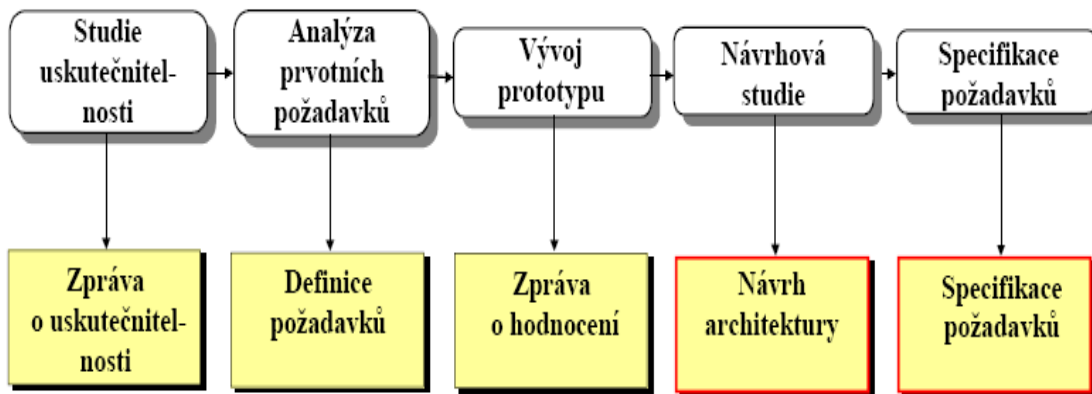 Studie
uskutečnitel-
nosti
Analýza
prvotních
požadavků
Vývoj
prototypu
Návrhová
studie
Specifikace
požadavků
Zpráva
o uskutečnitel-
nosti
Definice
požadavků
Zpráva
o hodnocení
Návrh
architektury
Specifikace
požadavků